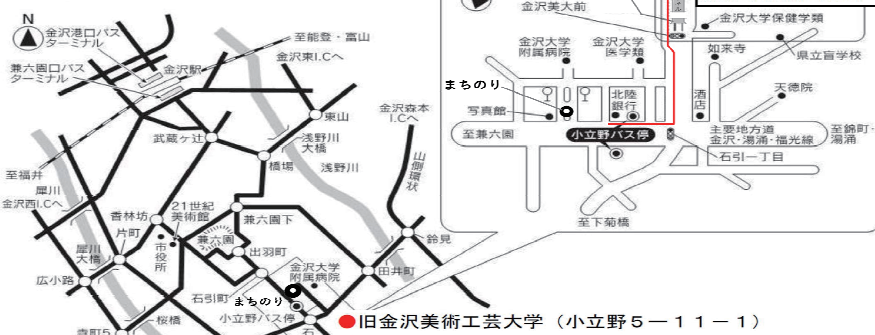 N
金沢港口バス
ターミナル
兼六園口バス
ターミナル
金沢駅
至能登・富山
金沢東I.Cへ
東山
金沢森本
I.Cへ
武蔵ヶ辻
浅野川
大橋
橋場
浅野川
山側環状
至福井
犀川
金沢西I.Cへ
香林坊
片町
21世紀
美術館
市役所
兼六園
兼六園下
出羽町
鈴見
犀川
大橋
広小路
石引町
金沢大学
附属病院
田井町
まちのり
小立野バス停
桜橋
寺町5
石
金沢美大前
金沢大学保健学類
金沢大学
附属病院
金沢大学
医学類
如来寺
県立盲学校
まちのり
北陸
銀行
酒店
天徳院
写真館
至兼六園
小立野バス停
主要地方道
金沢・湯涌・福光線
至錦町・
湯涌
石引一丁目
至下菊橋
●旧金沢美術工芸大学（小立野5－11－1）